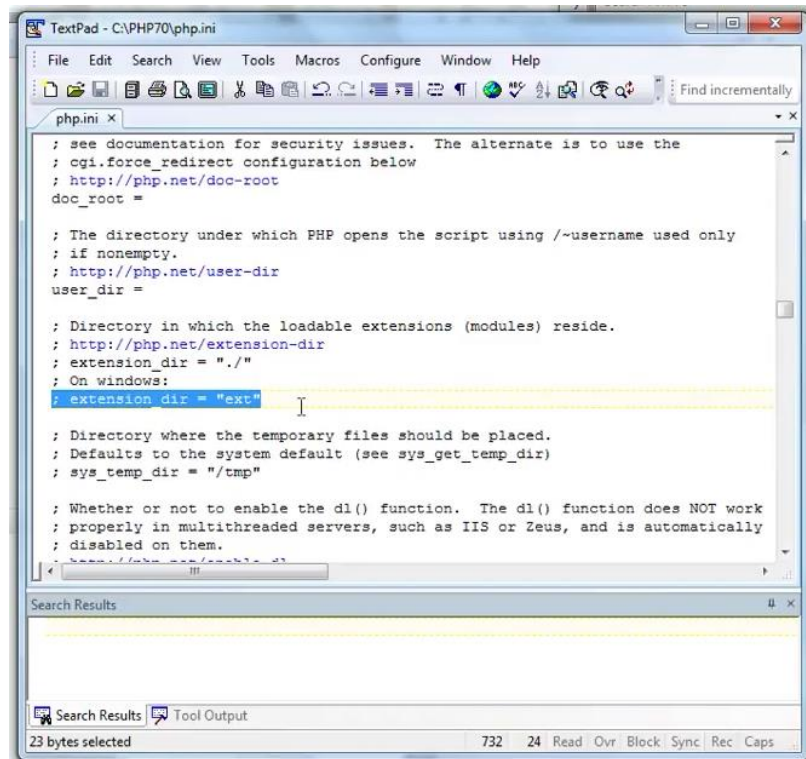 TextPad - C:\PHP70\php.ini
File Edit Search View Tools Macros Configure Window Help
Find incrementally
php.ini
; see documentation for security issues. The alternate is to use the
; cgi.force_redirect configuration below
; http://php.net/doc-root
doc_root =
; The directory under which PHP opens the script using /~username used only
; if nonempty.
; http://php.net/user-dir
user_dir =
; Directory in which the loadable extensions (modules) reside.
; http://php.net/extension-dir
; extension_dir = "./"
; On windows:
; extension_dir = "ext"
; Directory where the temporary files should be placed.
; Defaults to the system default (see sys_get_temp_dir)
; sys_temp_dir = "/tmp"
; Whether or not to enable the dl() function. The dl() function does NOT work
; properly in multithreaded servers, such as IIS or Zeus, and is automatically
; disabled on them.
Search Results
Search Results Tool Output
23 bytes selected 732 24 Read Ovr Block Sync Rec Caps